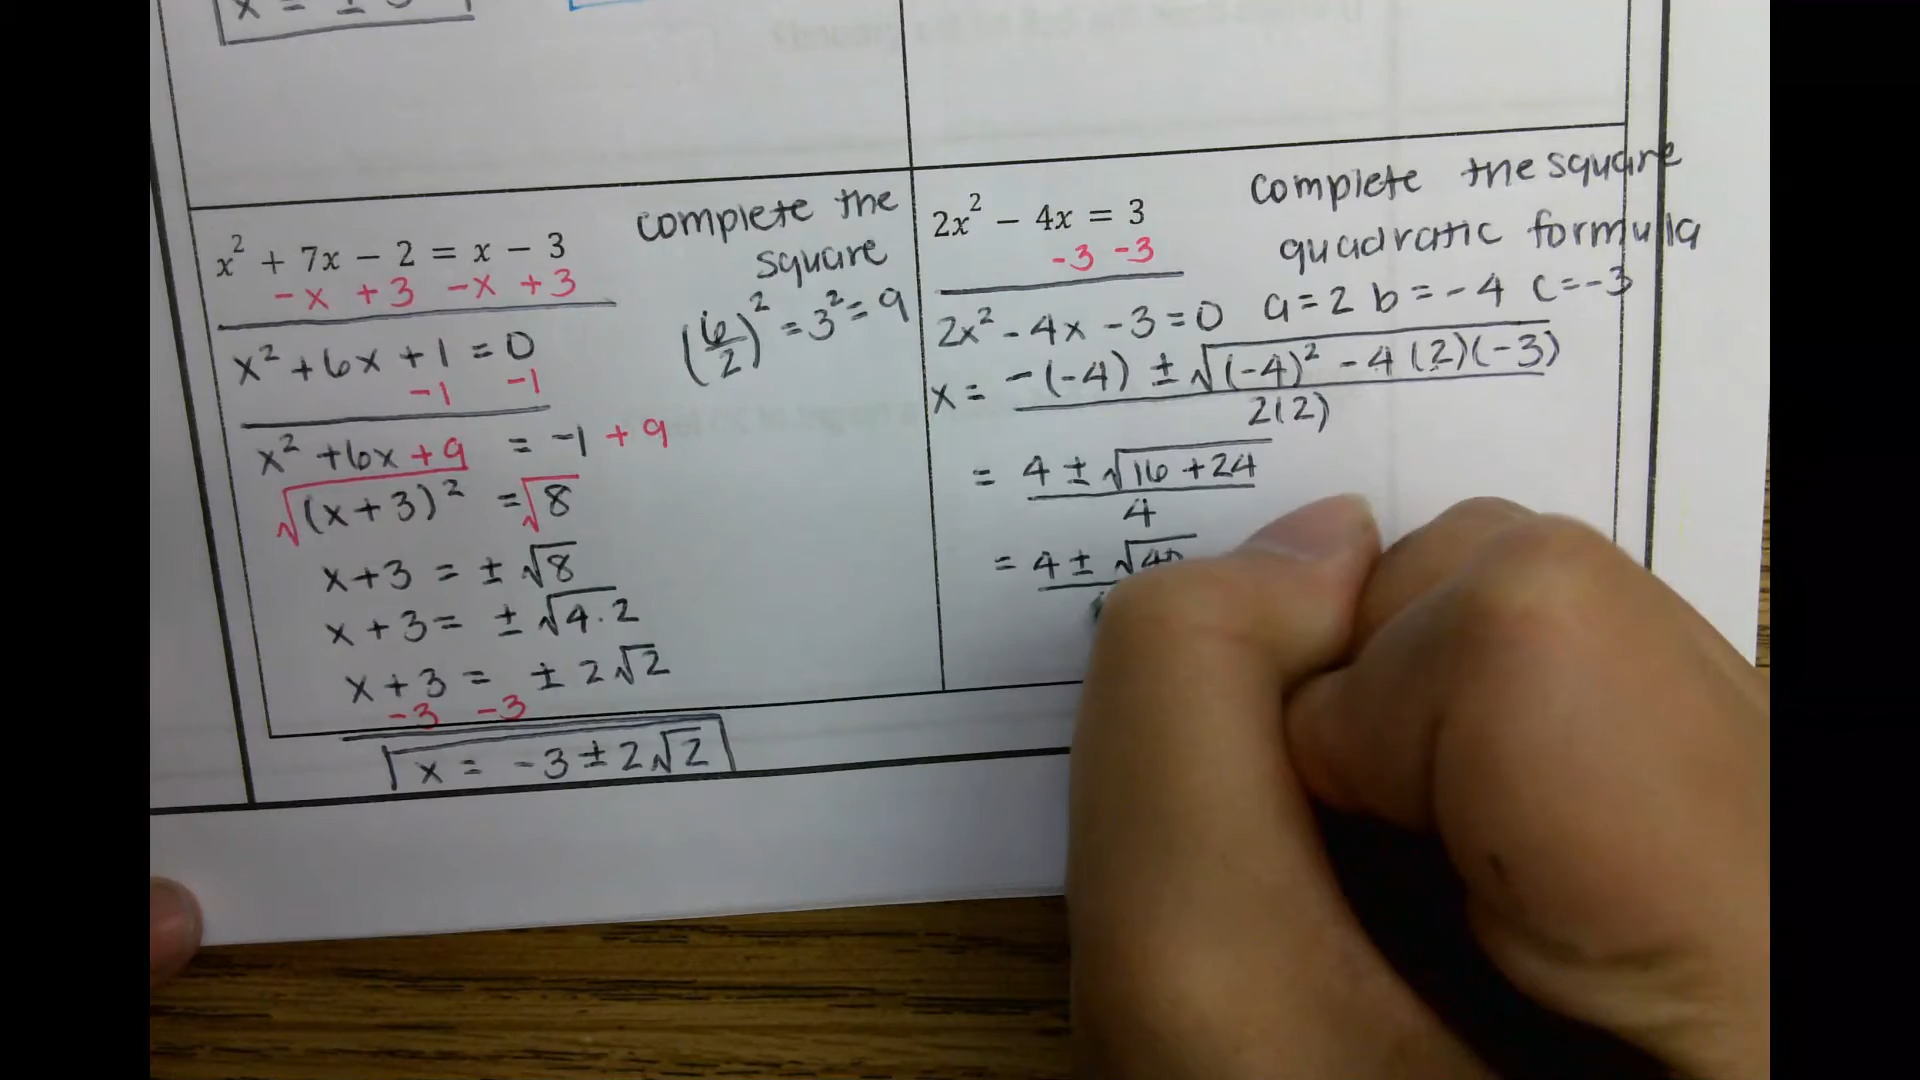 x² + 7x − 2 = x − 3
−x +3 −x +3
complete the
square
x² + 6x + 1 = 0
−1 −1
(6/2)² = 3² = 9
x² + 6x + 9 = −1 + 9
√(x+3)² = √8
x+3 = ± √8
x+3 = ± √4·2
x+3 = ± 2√2
−3 −3
x = −3 ± 2√2
2x² − 4x = 3
−3 −3
complete the square
quadratic formula
2x² − 4x − 3 = 0 a=2 b=−4 c=−3
x = −(−4) ± √(−4)² − 4(2)(−3)
2(2)
= 4 ± √16 + 24
4
= 4 ±